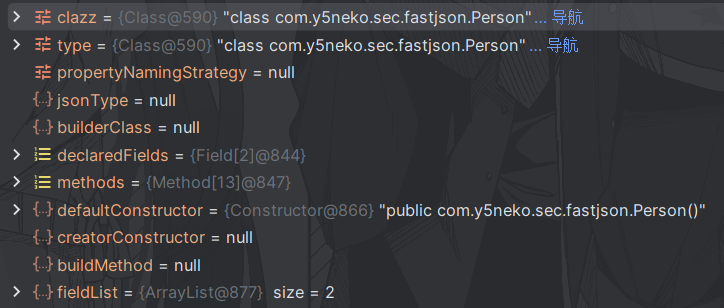 clazz = {Class@590} "class com.y5neko.sec.fastjson.Person"... 导航
type = {Class@590} "class com.y5neko.sec.fastjson.Person"... 导航
propertyNamingStrategy = null
jsonType = null
builderClass = null
declaredFields = {Field[2]@844}
methods = {Method[13]@847}
defaultConstructor = {Constructor@866} "public com.y5neko.sec.fastjson.Person()"
creatorConstructor = null
buildMethod = null
fieldList = {ArrayList@877} size = 2